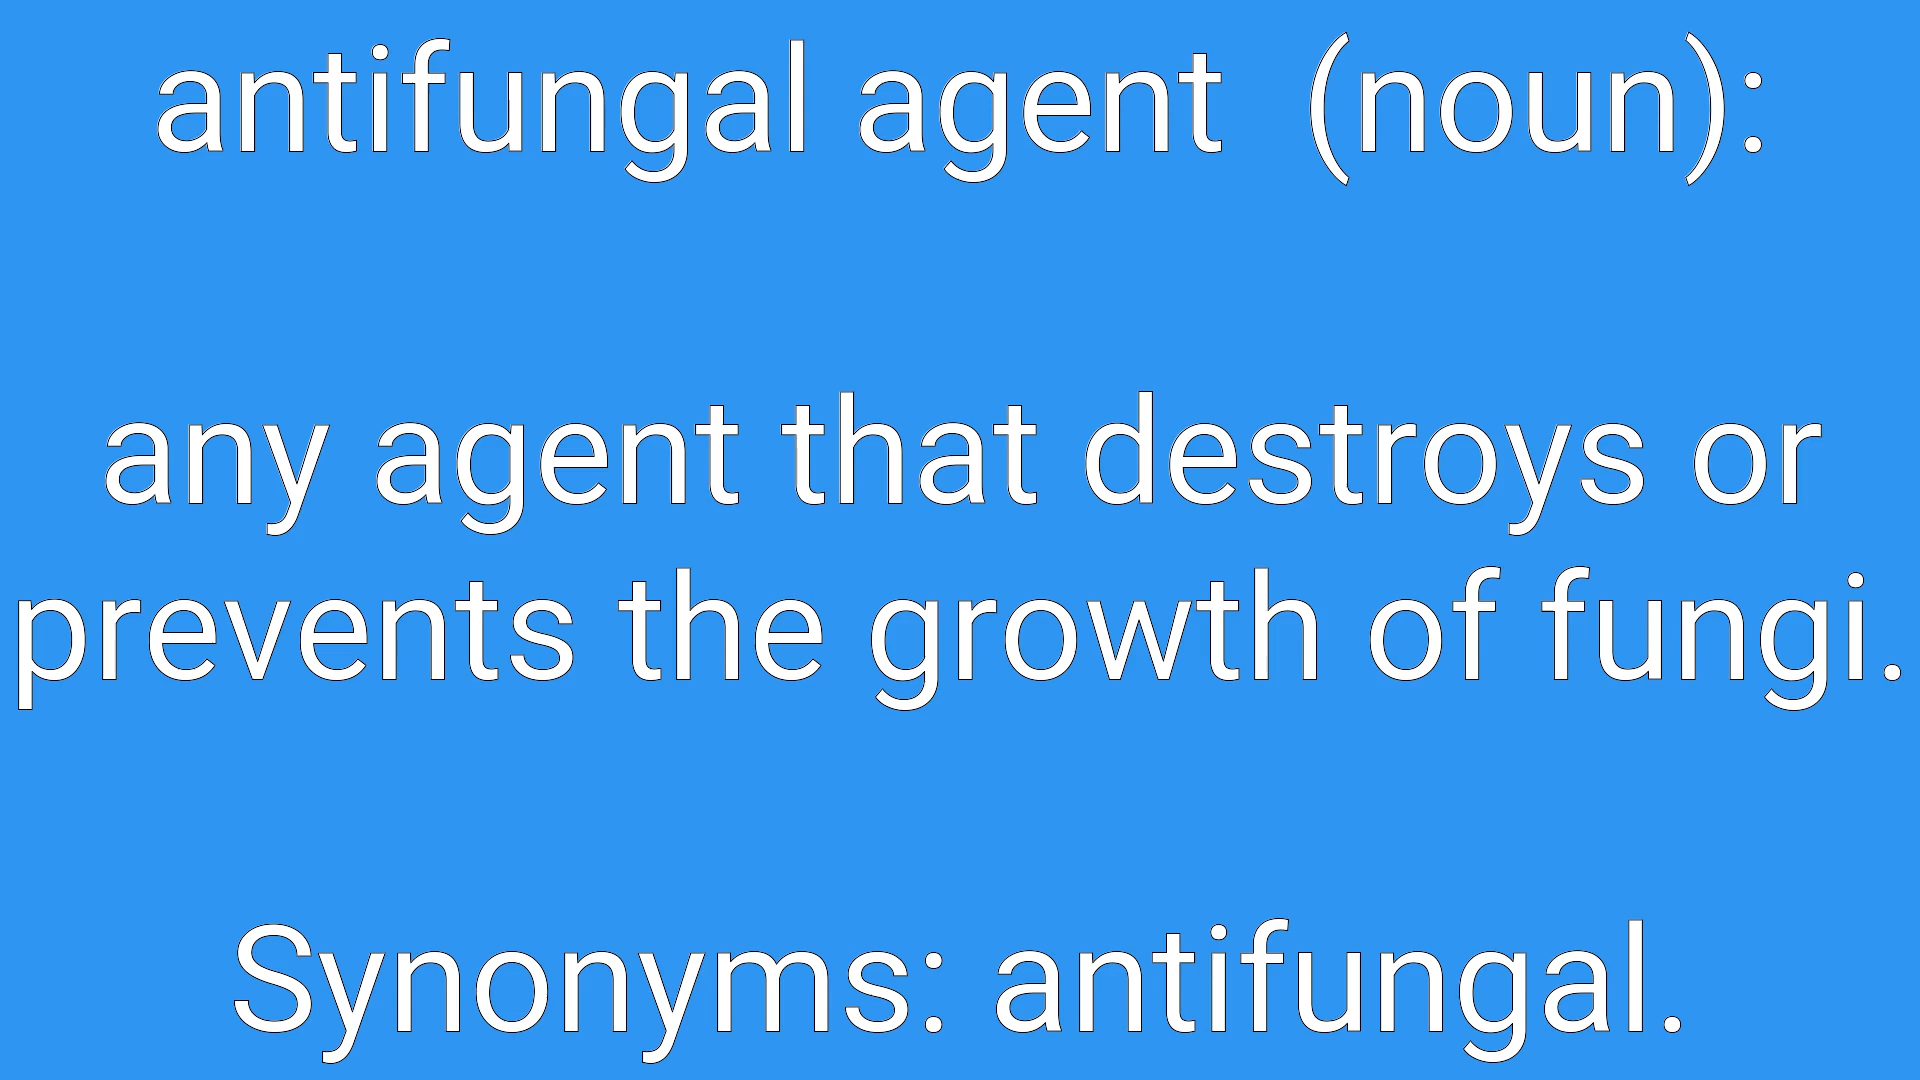 antifungal agent  (noun):
any agent that destroys or
prevents the growth of fungi.
Synonyms: antifungal.